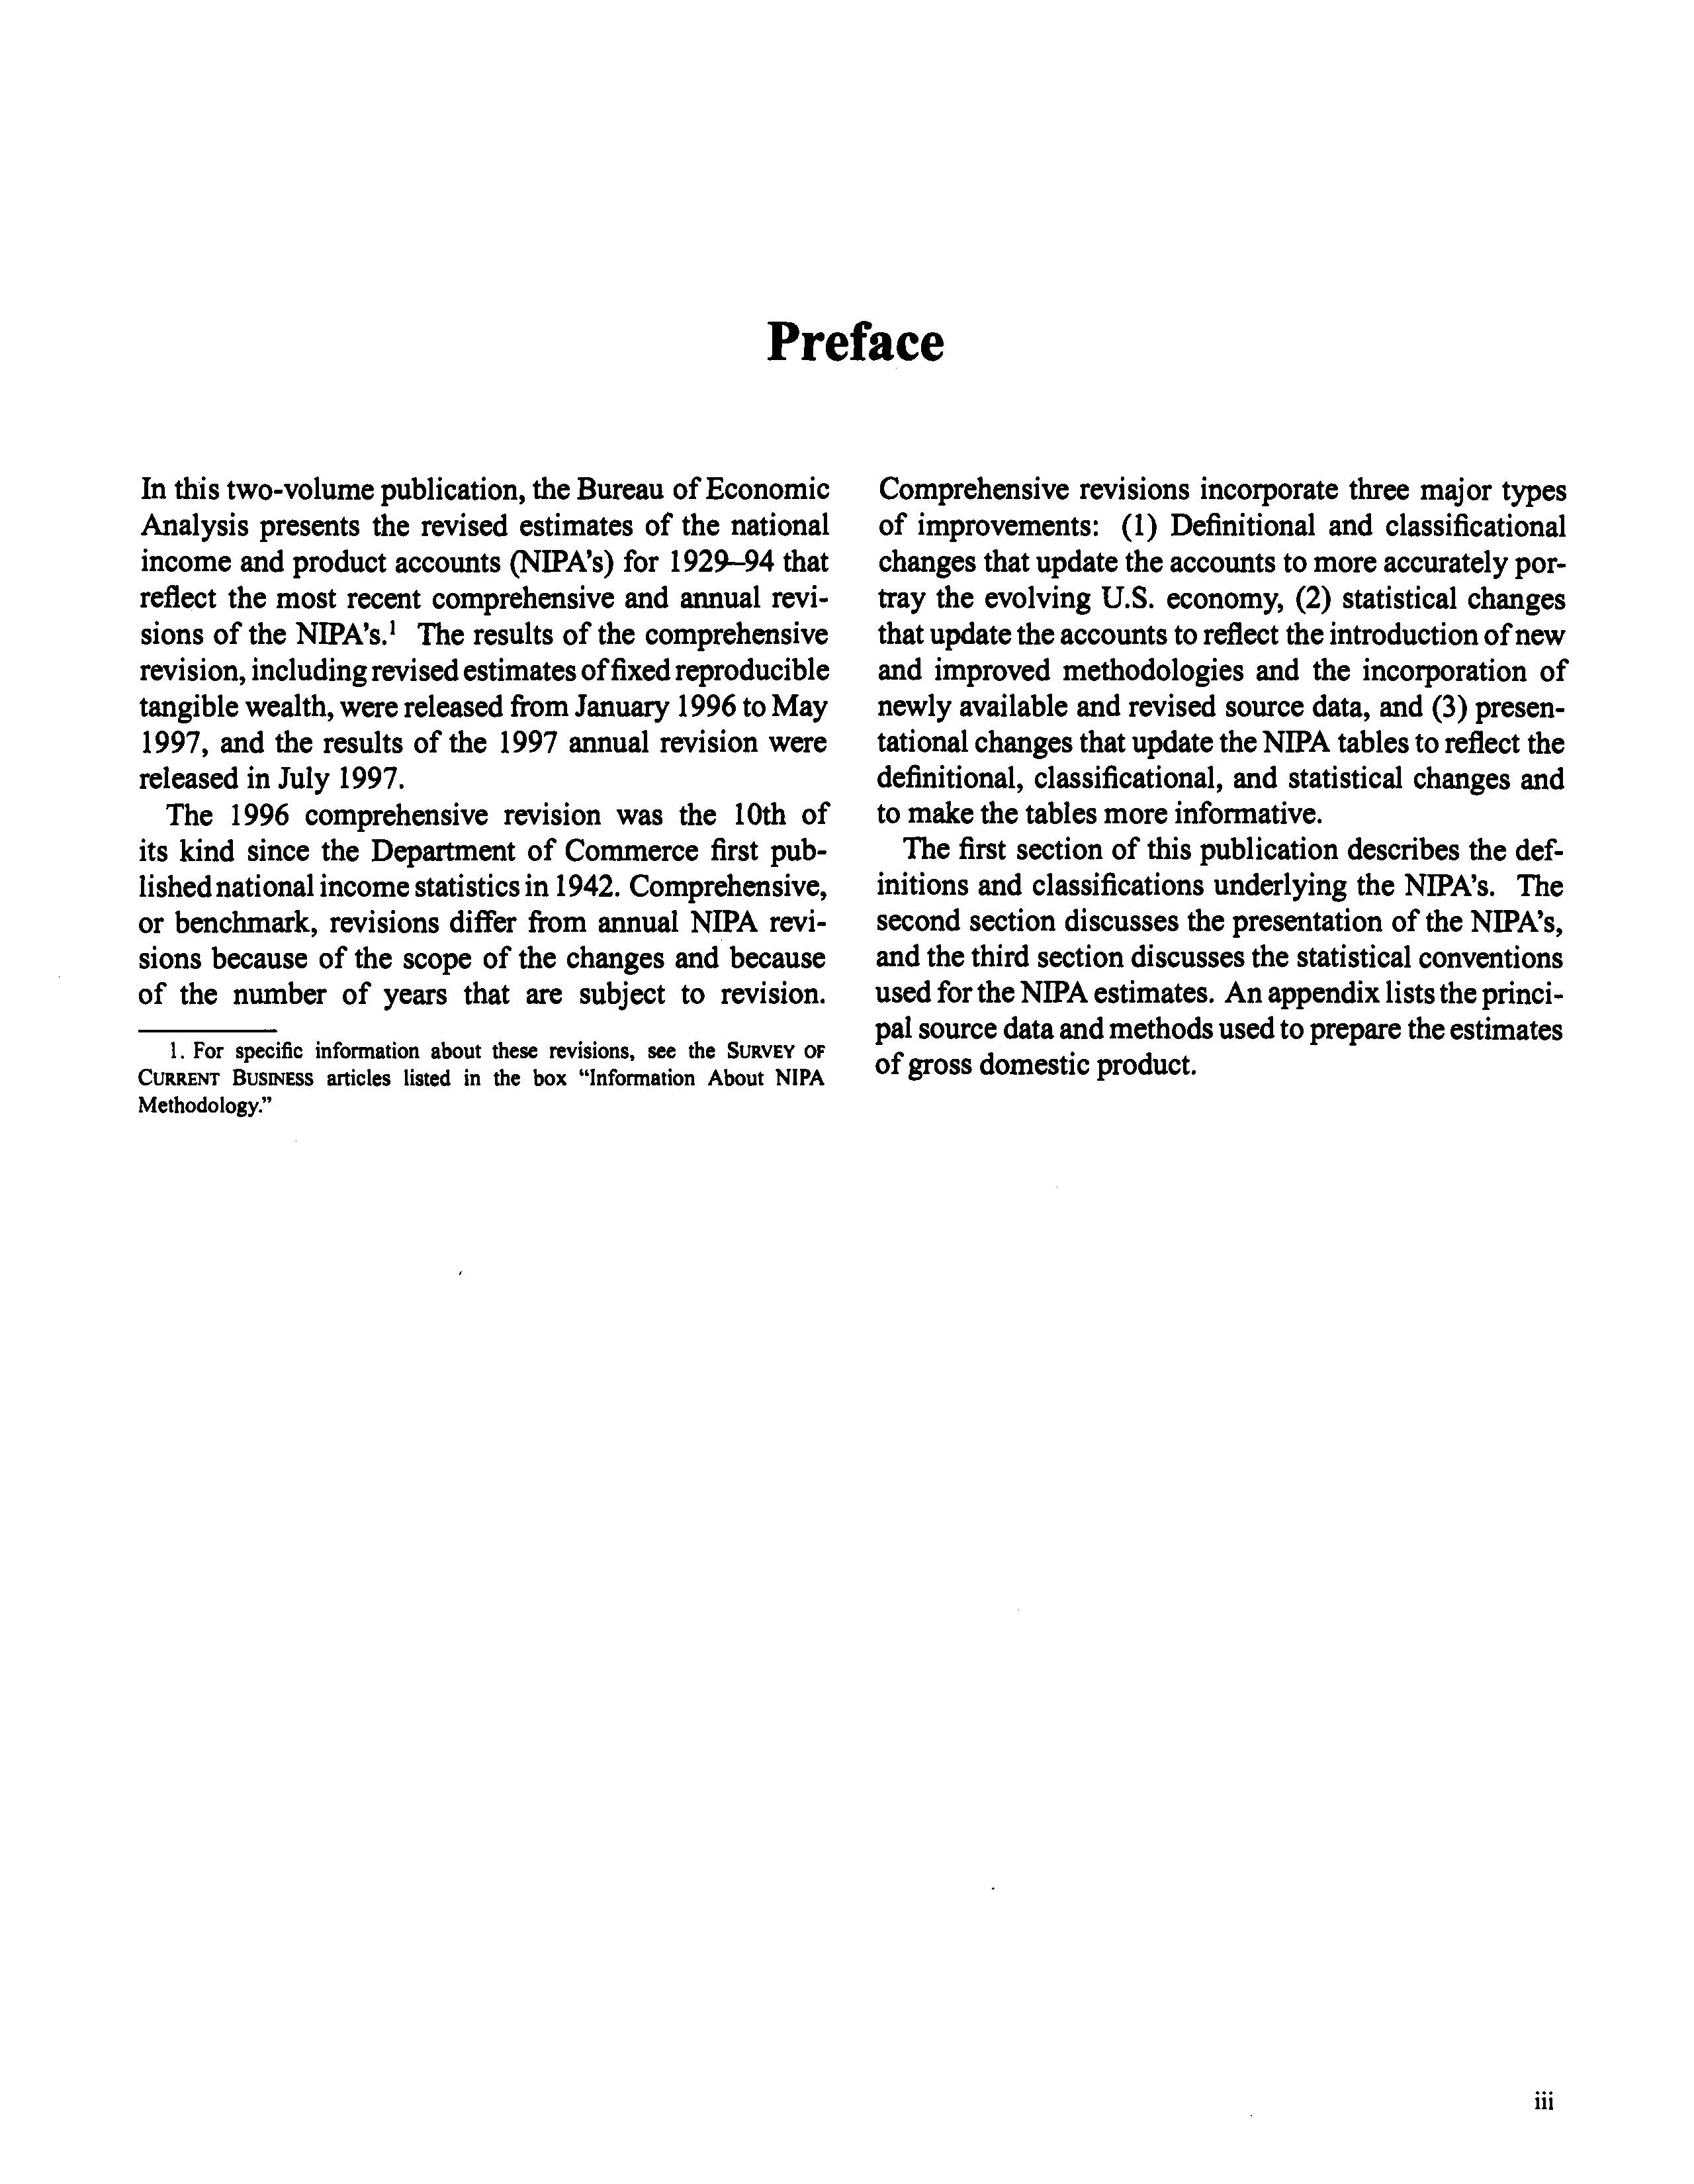 Preface
In this two-volume publication, the Bureau of Economic
Analysis presents the revised estimates of the national
income and product accounts (NIPA's) for 1929–94 that
reflect the most recent comprehensive and annual revi-
sions of the NIPA's.¹ The results of the comprehensive
revision, including revised estimates of fixed reproducible
tangible wealth, were released from January 1996 to May
1997, and the results of the 1997 annual revision were
released in July 1997.
The 1996 comprehensive revision was the 10th of
its kind since the Department of Commerce first pub-
lished national income statistics in 1942. Comprehensive,
or benchmark, revisions differ from annual NIPA revi-
sions because of the scope of the changes and because
of the number of years that are subject to revision.
1. For specific information about these revisions, see the SURVEY OF
CURRENT BUSINESS articles listed in the box “Information About NIPA
Methodology.”
Comprehensive revisions incorporate three major types
of improvements: (1) Definitional and classificational
changes that update the accounts to more accurately por-
tray the evolving U.S. economy, (2) statistical changes
that update the accounts to reflect the introduction of new
and improved methodologies and the incorporation of
newly available and revised source data, and (3) presen-
tational changes that update the NIPA tables to reflect the
definitional, classificational, and statistical changes and
to make the tables more informative.
The first section of this publication describes the def-
initions and classifications underlying the NIPA's. The
second section discusses the presentation of the NIPA's,
and the third section discusses the statistical conventions
used for the NIPA estimates. An appendix lists the princi-
pal source data and methods used to prepare the estimates
of gross domestic product.
iii